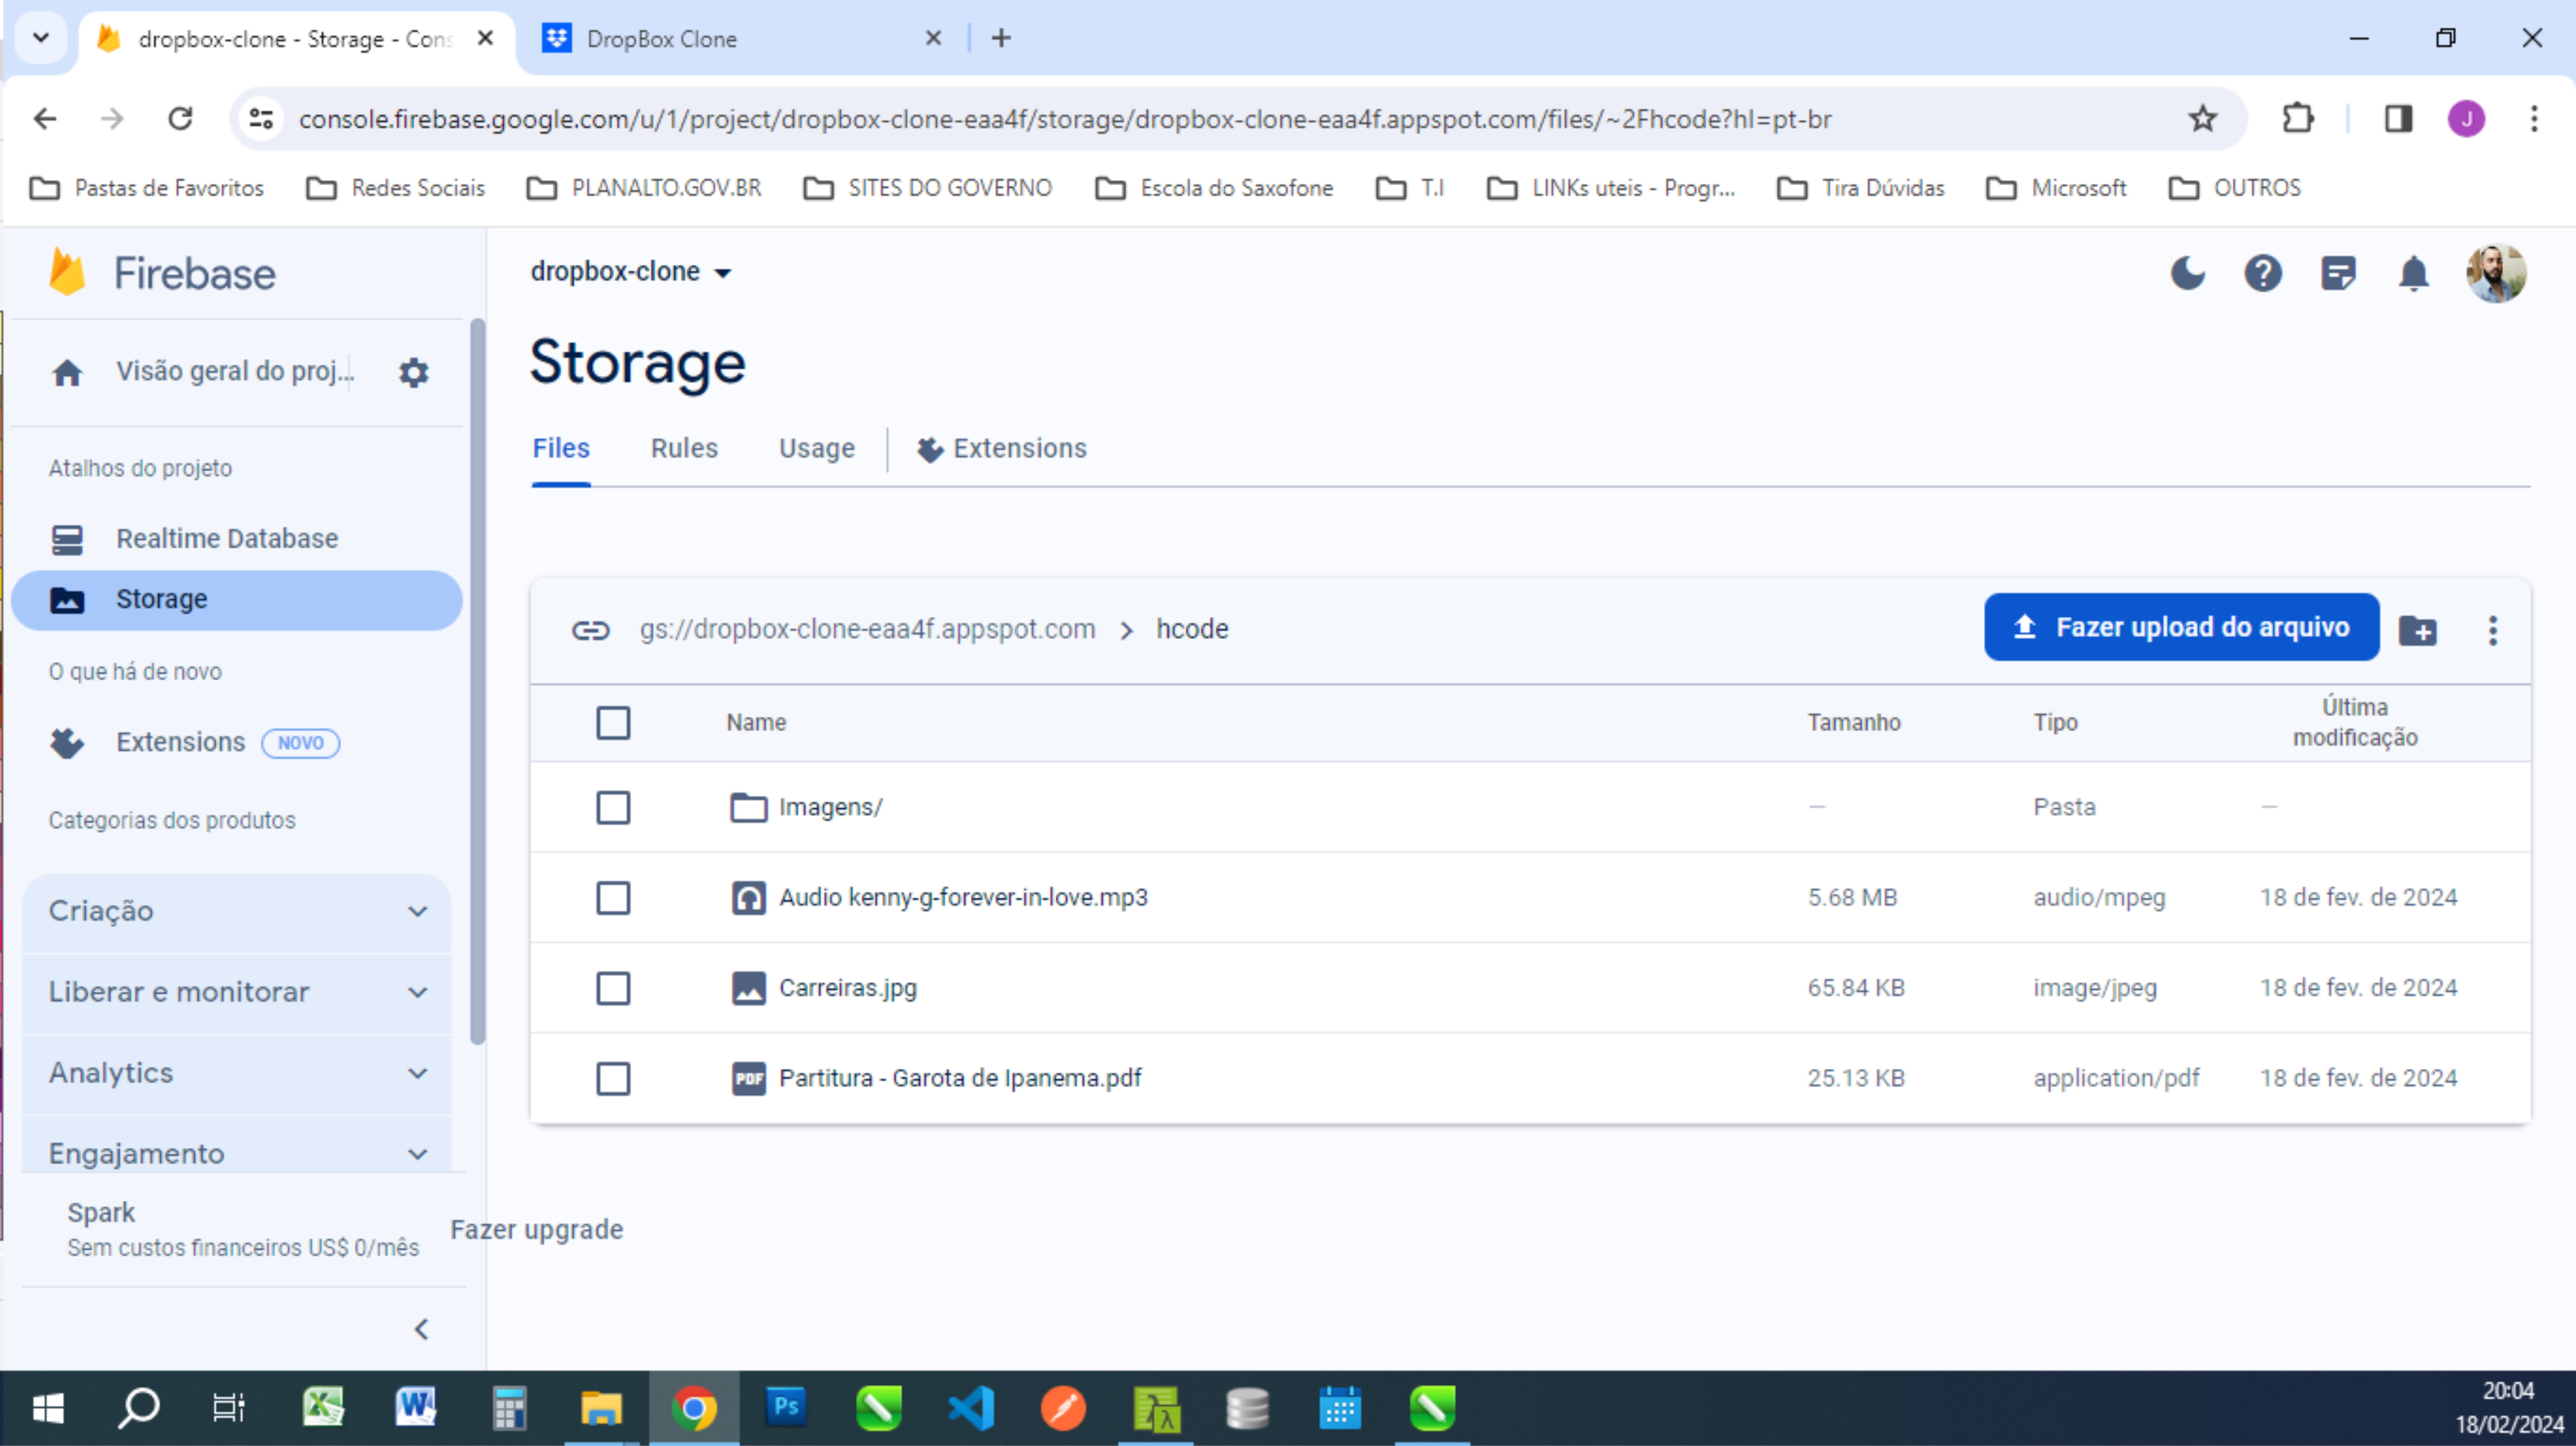 dropbox-clone - Storage - Cons
DropBox Clone
console.firebase.google.com/u/1/project/dropbox-clone-eaa4f/storage/dropbox-clone-eaa4f.appspot.com/files/~2Fhcode?hl=pt-br
J
Pastas de Favoritos
Redes Sociais
PLANALTO.GOV.BR
SITES DO GOVERNO
Escola do Saxofone
T.I
LINKs uteis - Progr...
Tira Dúvidas
Microsoft
OUTROS
Firebase
dropbox-clone
Visão geral do proj...
Storage
Files
Rules
Usage
Extensions
Atalhos do projeto
Realtime Database
Storage
O que há de novo
Extensions NOVO
Categorias dos produtos
Criação
Liberar e monitorar
Analytics
Engajamento
Spark
Sem custos financeiros US$ 0/mês
Fazer upgrade
gs://dropbox-clone-eaa4f.appspot.com > hcode
Fazer upload do arquivo
Name Tamanho Tipo Última modificação
Imagens/ — Pasta —
Audio kenny-g-forever-in-love.mp3 5.68 MB audio/mpeg 18 de fev. de 2024
Carreiras.jpg 65.84 KB image/jpeg 18 de fev. de 2024
PDF Partitura - Garota de Ipanema.pdf 25.13 KB application/pdf 18 de fev. de 2024
Ps
20:04
18/02/2024